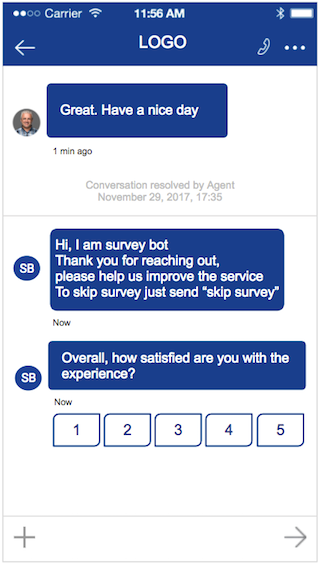 Carrier 11:56 AM
LOGO
Great. Have a nice day
1 min ago
Conversation resolved by Agent
November 29, 2017, 17:35
Hi, I am survey bot
Thank you for reaching out,
please help us improve the service
To skip survey just send “skip survey”
SB
Now
Overall, how satisfied are you with the
experience?
SB
Now
1 2 3 4 5